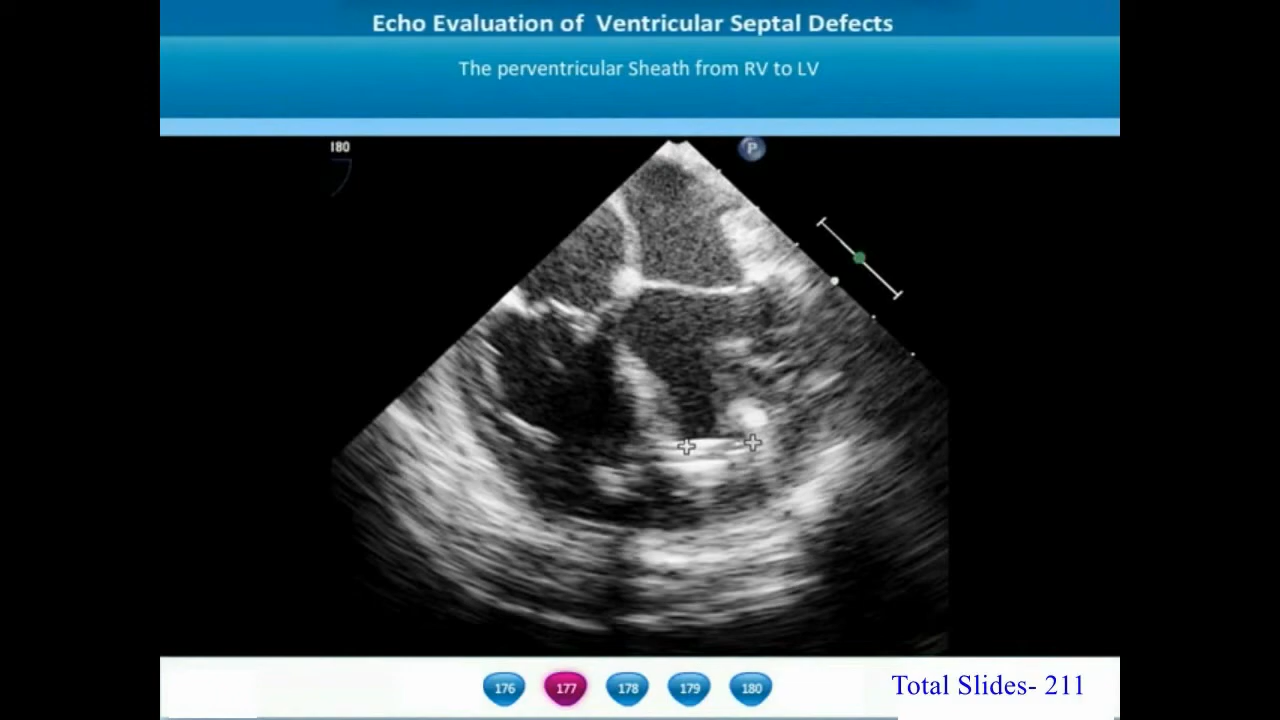 Echo Evaluation of Ventricular Septal Defects
The perventricular Sheath from RV to LV
180
P
176 177 178 179 180
Total Slides- 211